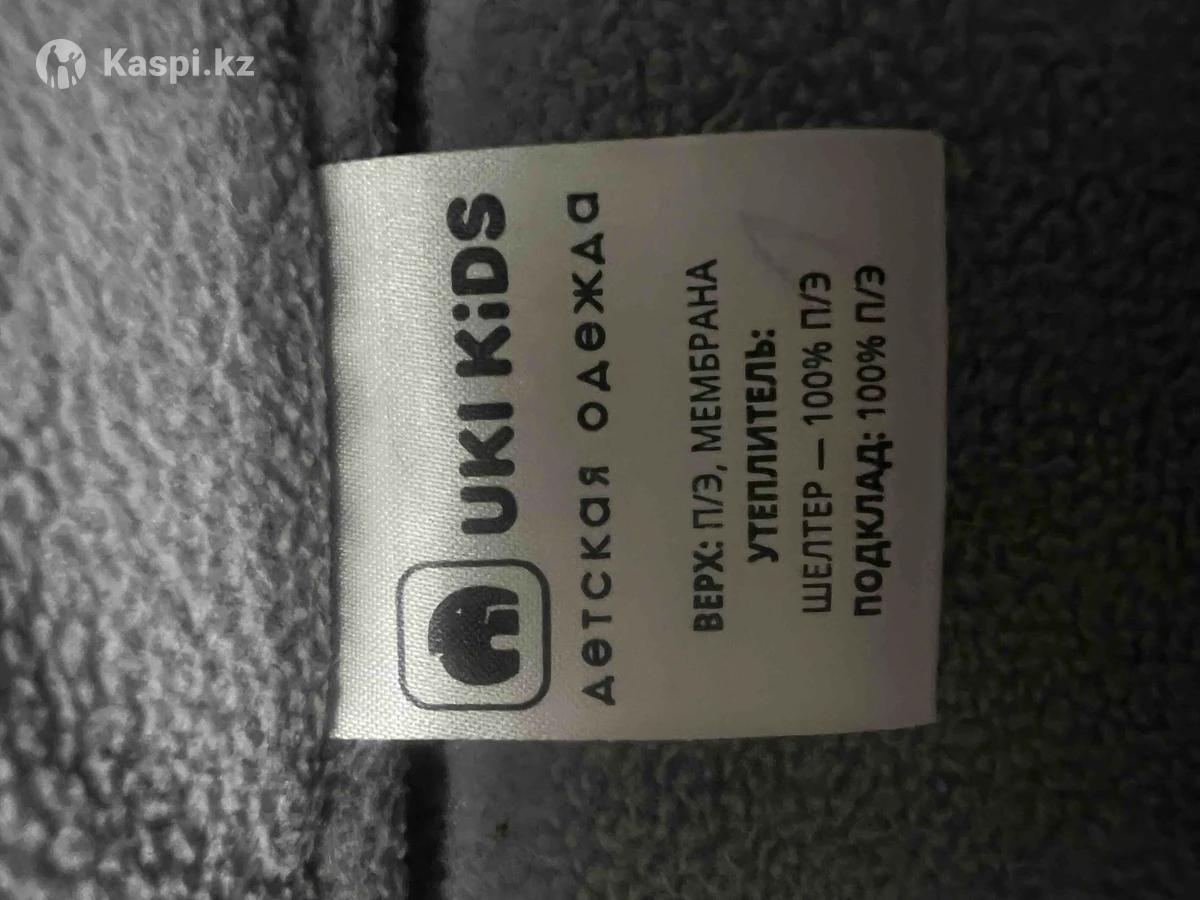 Kaspi.kz
UKI KiDS
детская одежда
ВЕРХ: П/Э, МЕМБРАНА
УТЕПЛИТЕЛЬ:
ШЕЛТЕР — 100% П/Э
ПОДКЛАД: 100% П/Э